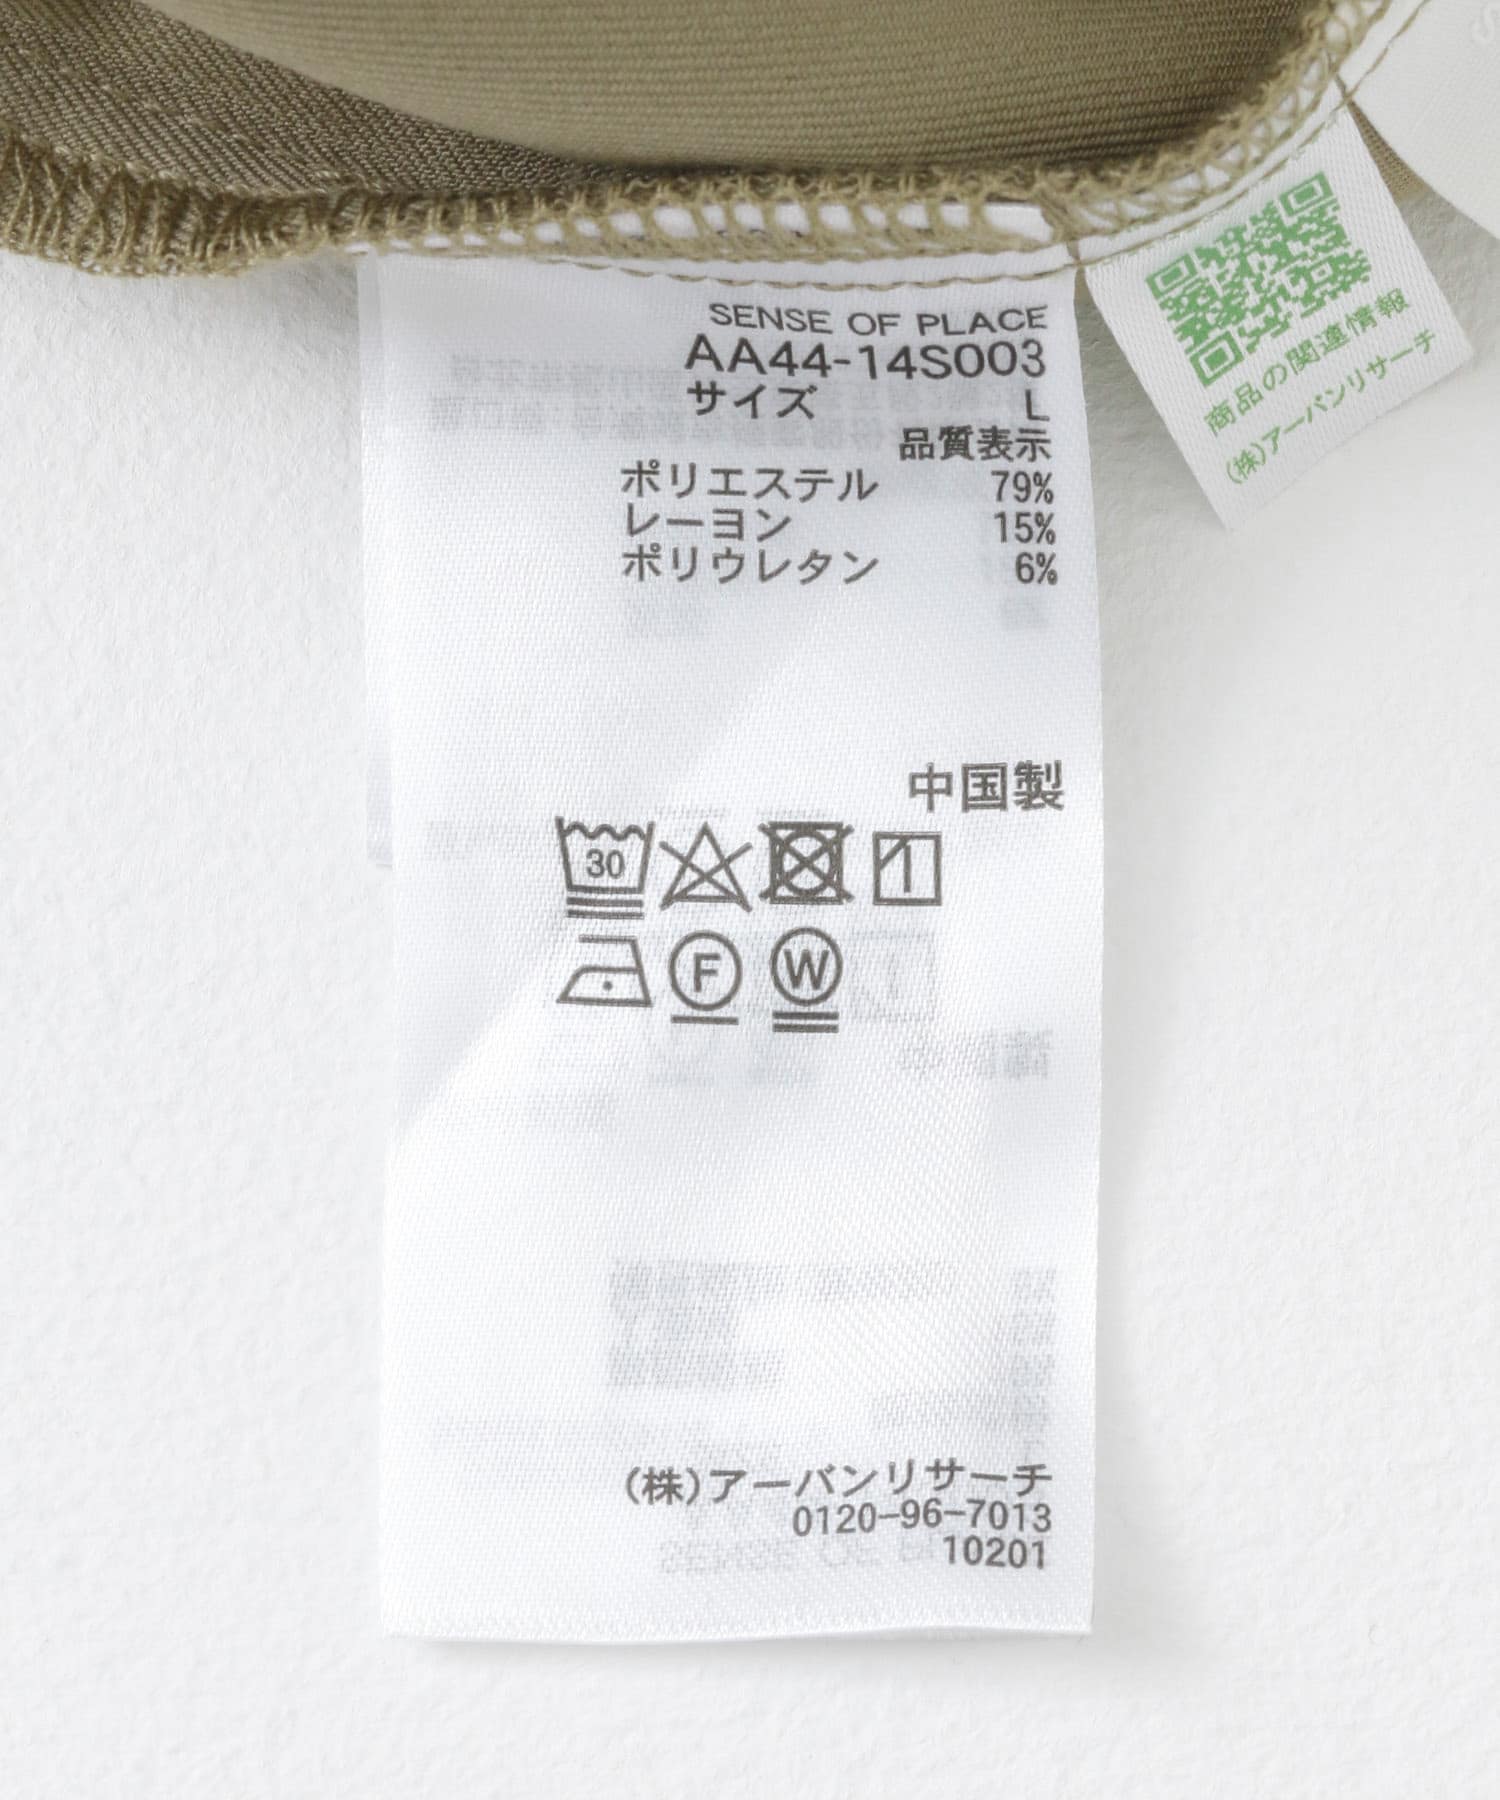 SENSE OF PLACE
AA44-14S003
サイズ L
品質表示
ポリエステル 79%
レーヨン 15%
ポリウレタン 6%
中国製
30
F W
(株)アーバンリサーチ
0120-96-7013
10201
商品の関連情報
(株)アーバンリサーチ